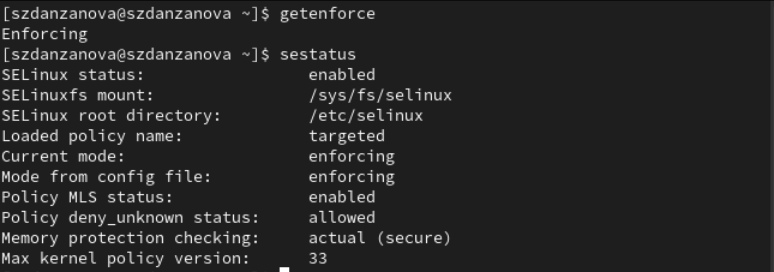 [szdanzanova@szdanzanova ~]$ getenforce
Enforcing
[szdanzanova@szdanzanova ~]$ sestatus
SELinux status:                 enabled
SELinuxfs mount:                /sys/fs/selinux
SELinux root directory:         /etc/selinux
Loaded policy name:             targeted
Current mode:                   enforcing
Mode from config file:          enforcing
Policy MLS status:              enabled
Policy deny_unknown status:     allowed
Memory protection checking:     actual (secure)
Max kernel policy version:      33